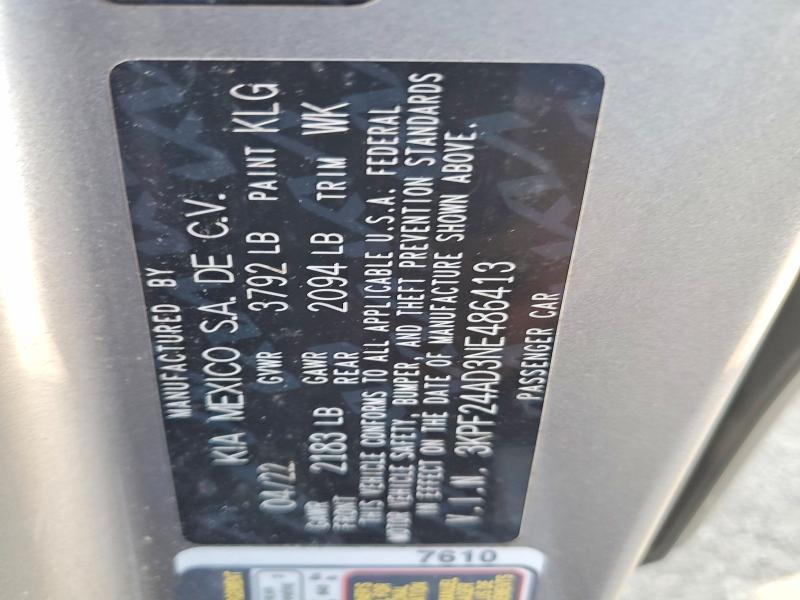 MANUFACTURED BY
KIA MEXICO S.A. DE C.V.
04/22 GVWR 3792 LB PAINT KLG
GAWR FRONT 2183 LB GAWR REAR 2094 LB TRIM WK
THIS VEHICLE CONFORMS TO ALL APPLICABLE U.S.A. FEDERAL
MOTOR VEHICLE SAFETY, BUMPER, AND THEFT PREVENTION STANDARDS
IN EFFECT ON THE DATE OF MANUFACTURE SHOWN ABOVE.
V.I.N. 3KPF24AD3NE486413
PASSENGER CAR
7610